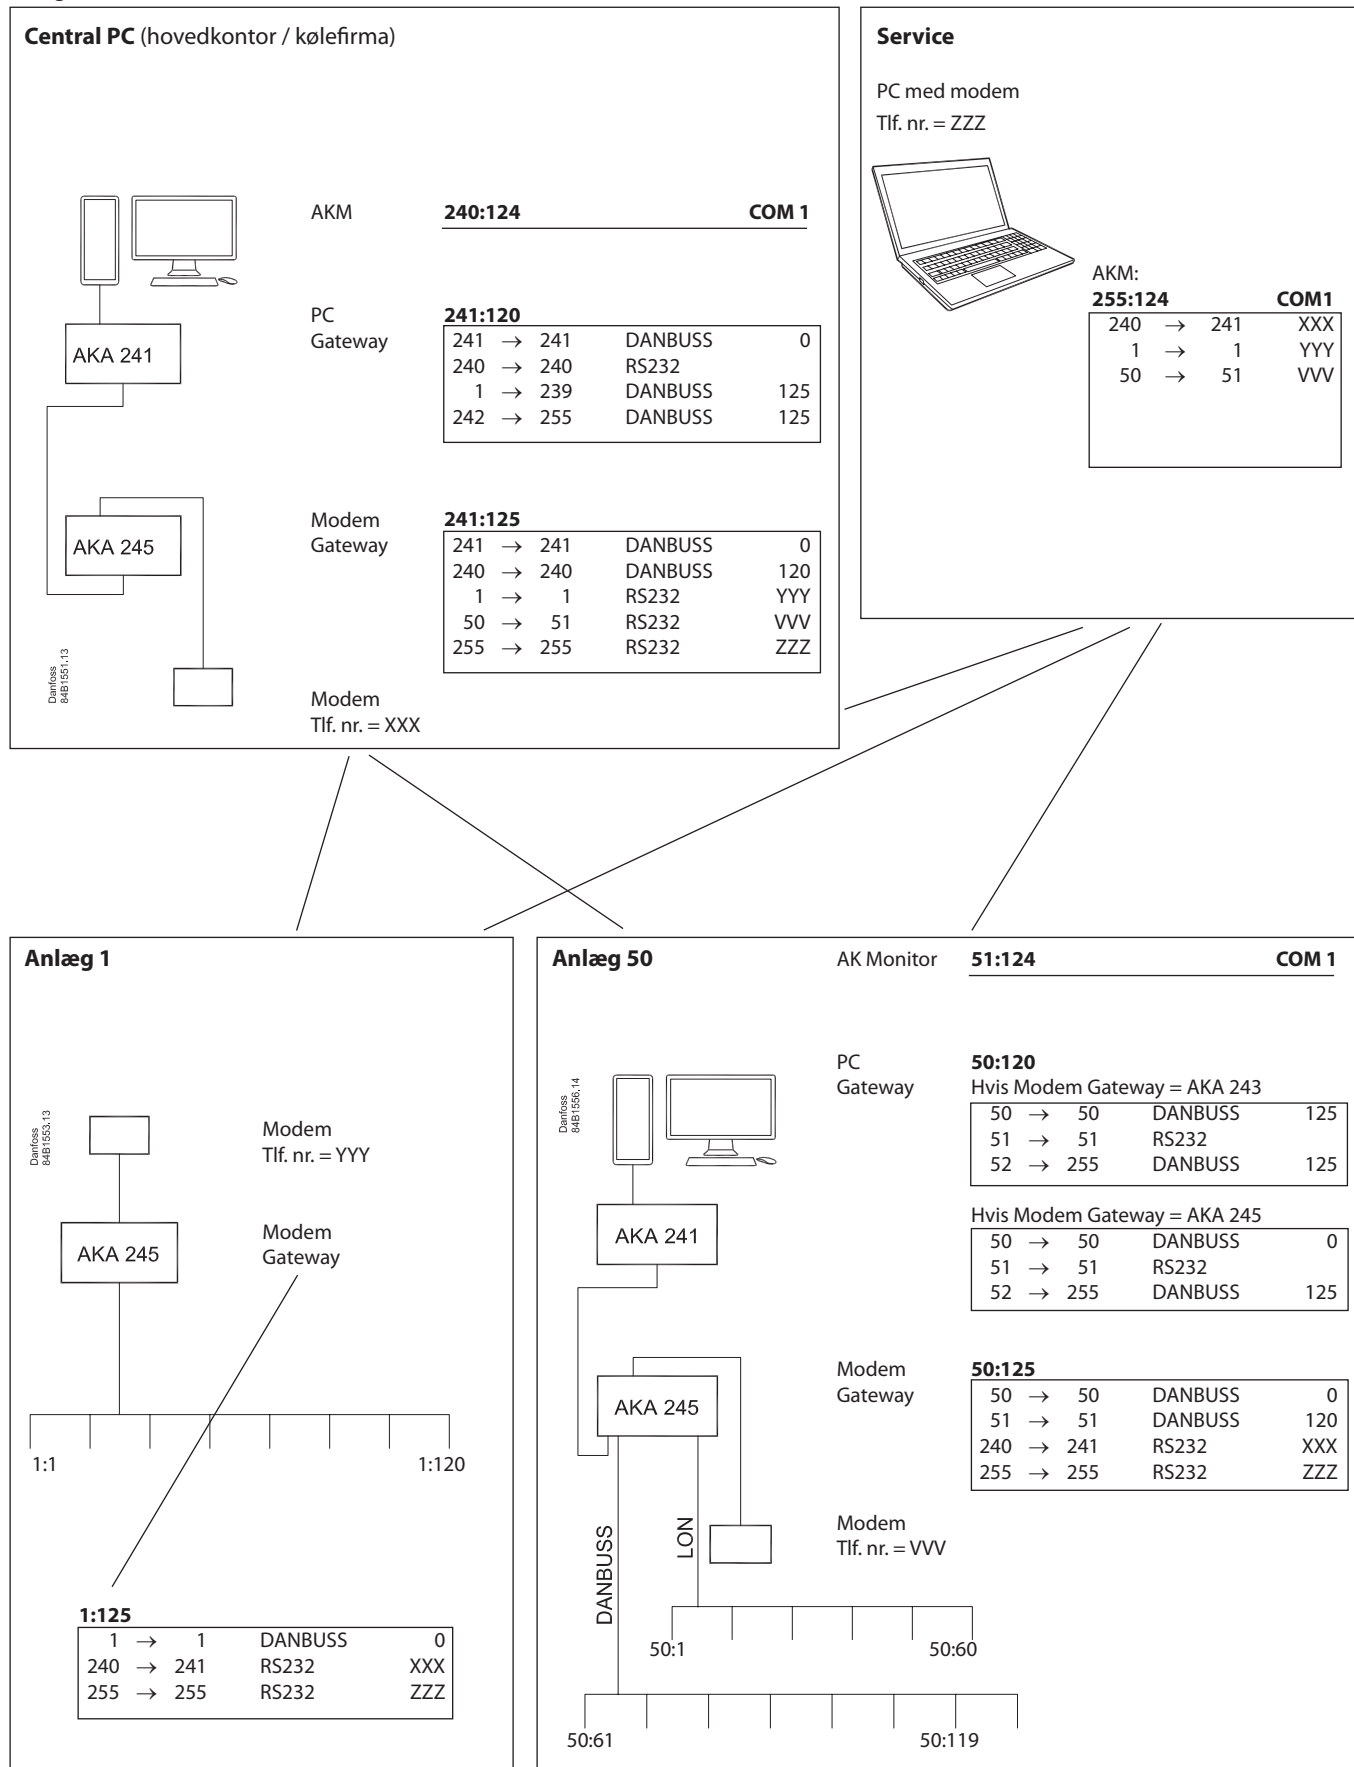 Central PC (hovedkontor / kølefirma)
AKM 240:124 COM 1
PC Gateway 241:120
241 → 241 DANBUSS 0
240 → 240 RS232
1 → 239 DANBUSS 125
242 → 255 DANBUSS 125
AKA 241
Modem Gateway 241:125
241 → 241 DANBUSS 0
240 → 240 DANBUSS 120
1 → 1 RS232 YYY
50 → 51 RS232 VVV
255 → 255 RS232 ZZZ
AKA 245
Danfoss
84B1551.13
Modem
Tlf. nr. = XXX
Service
PC med modem
Tlf. nr. = ZZZ
AKM:
255:124 COM1
240 → 241 XXX
1 → 1 YYY
50 → 51 VVV
Anlæg 1
Danfoss
84B1553.13
Modem
Tlf. nr. = YYY
AKA 245
Modem
Gateway
1:1 1:120
1:125
1 → 1 DANBUSS 0
240 → 241 RS232 XXX
255 → 255 RS232 ZZZ
Anlæg 50 AK Monitor 51:124 COM 1
Danfoss
84B1556.14
PC 50:120
Gateway Hvis Modem Gateway = AKA 243
50 → 50 DANBUSS 125
51 → 51 RS232
52 → 255 DANBUSS 125
AKA 241
Hvis Modem Gateway = AKA 245
50 → 50 DANBUSS 0
51 → 51 RS232
52 → 255 DANBUSS 125
Modem Gateway 50:125
50 → 50 DANBUSS 0
51 → 51 DANBUSS 120
240 → 241 RS232 XXX
255 → 255 RS232 ZZZ
AKA 245
DANBUSS
LON
Modem
Tlf. nr. = VVV
50:1 50:60
50:61 50:119